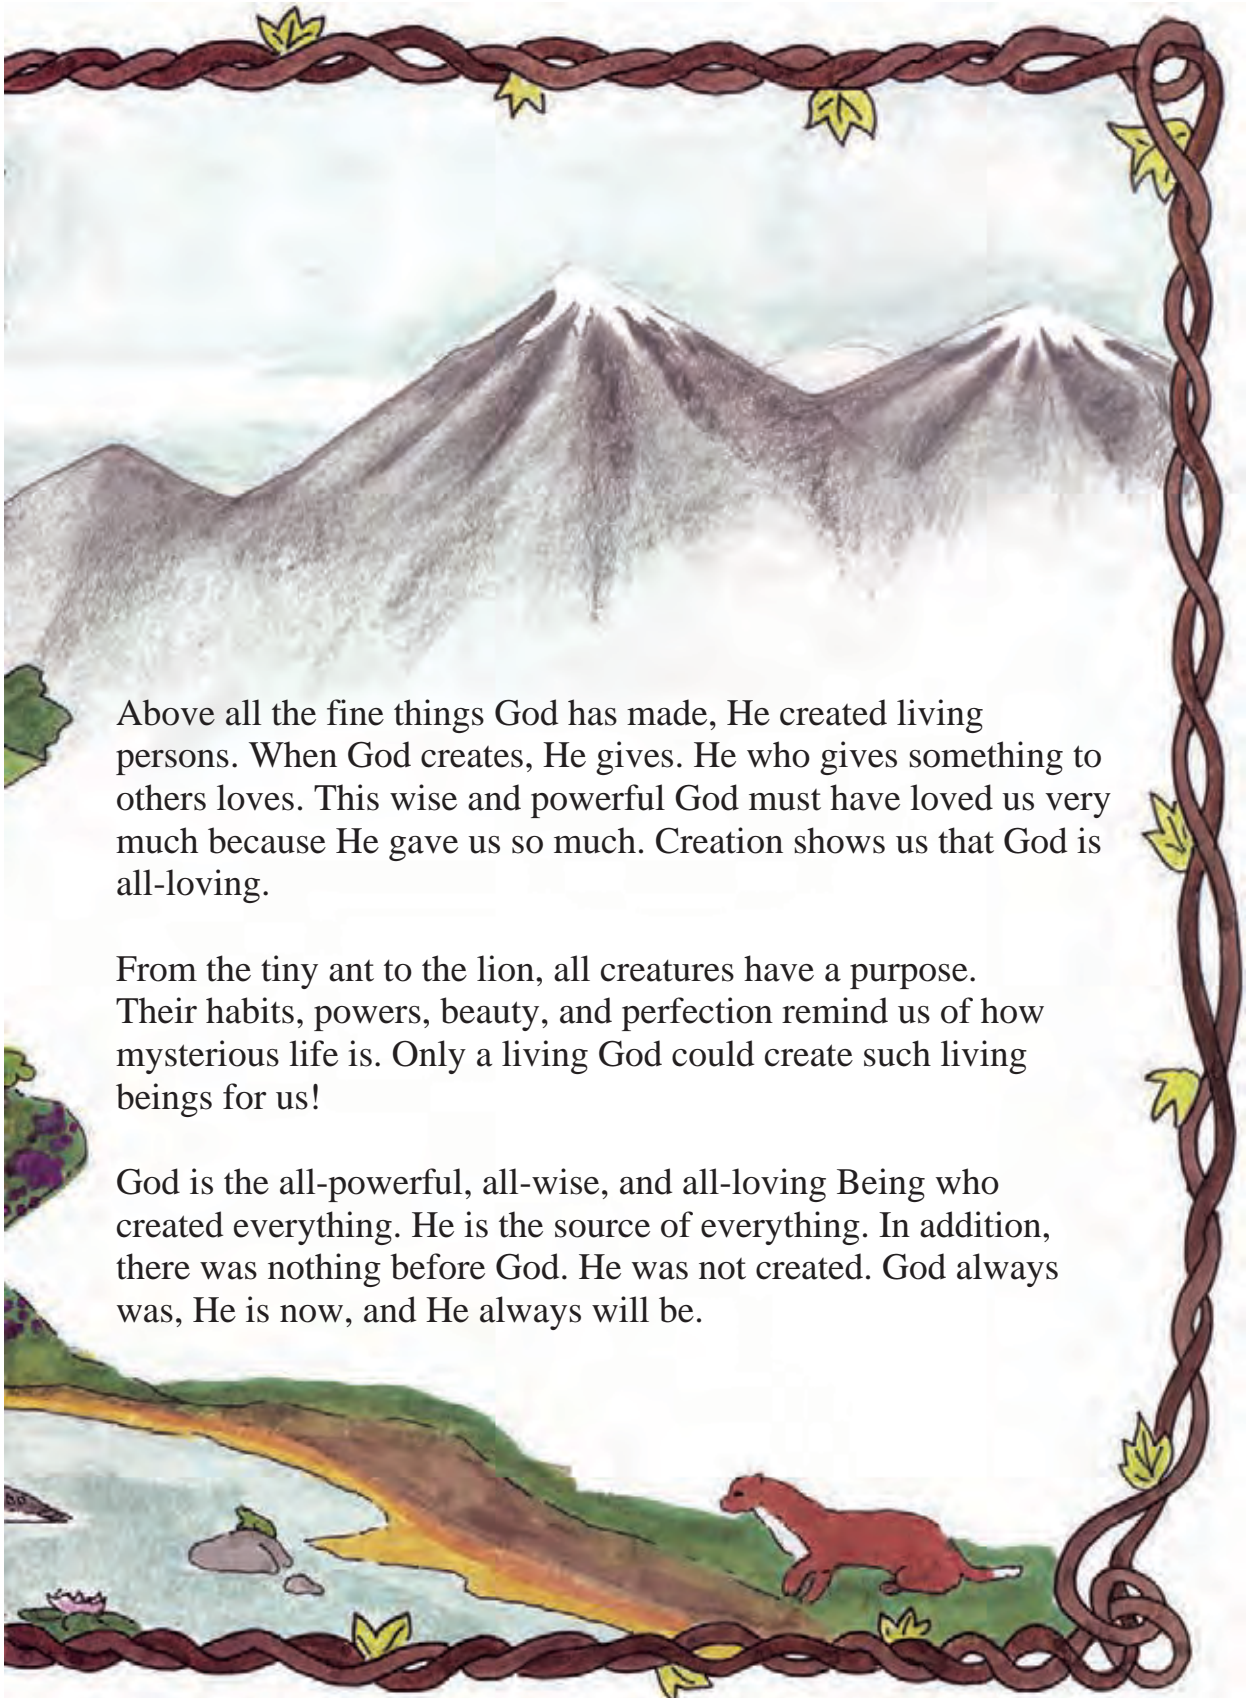 Above all the fine things God has made, He created living
persons. When God creates, He gives. He who gives something to
others loves. This wise and powerful God must have loved us very
much because He gave us so much. Creation shows us that God is
all-loving.
From the tiny ant to the lion, all creatures have a purpose.
Their habits, powers, beauty, and perfection remind us of how
mysterious life is. Only a living God could create such living
beings for us!
God is the all-powerful, all-wise, and all-loving Being who
created everything. He is the source of everything. In addition,
there was nothing before God. He was not created. God always
was, He is now, and He always will be.